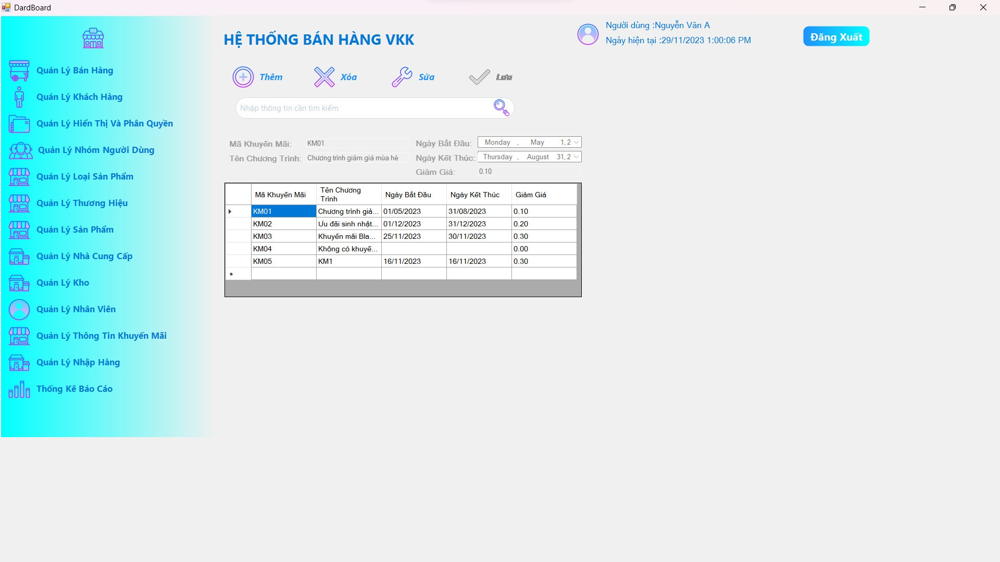 DardBoard
HỆ THỐNG BÁN HÀNG VKK
Người dùng :Nguyễn Văn A
Ngày hiện tại :29/11/2023 1:00:06 PM
Đăng Xuất
Quản Lý Bán Hàng
Quản Lý Khách Hàng
Quản Lý Hiển Thị Và Phân Quyền
Quản Lý Nhóm Người Dùng
Quản Lý Loại Sản Phẩm
Quản Lý Thương Hiệu
Quản Lý Sản Phẩm
Quản Lý Nhà Cung Cấp
Quản Lý Kho
Quản Lý Nhân Viên
Quản Lý Thông Tin Khuyến Mãi
Quản Lý Nhập Hàng
Thống Kê Báo Cáo
Thêm Xóa Sửa Lưu
Nhập thông tin cần tìm kiếm
Mã Khuyến Mãi: KM01 Ngày Bắt Đầu: Monday , May 1, 2
Tên Chương Trình: Chương trình giảm giá mùa hè Ngày Kết Thúc: Thursday , August 31, 2
Giảm Giá: 0.10
Mã Khuyến Mãi Tên Chương Trình Ngày Bắt Đầu Ngày Kết Thúc Giảm Giá
KM01 Chương trình giả... 01/05/2023 31/08/2023 0.10
KM02 Ưu đãi sinh nhật... 01/12/2023 31/12/2023 0.20
KM03 Khuyến mãi Bla... 25/11/2023 30/11/2023 0.30
KM04 Không có khuyế... 0.00
KM05 KM1 16/11/2023 16/11/2023 0.30